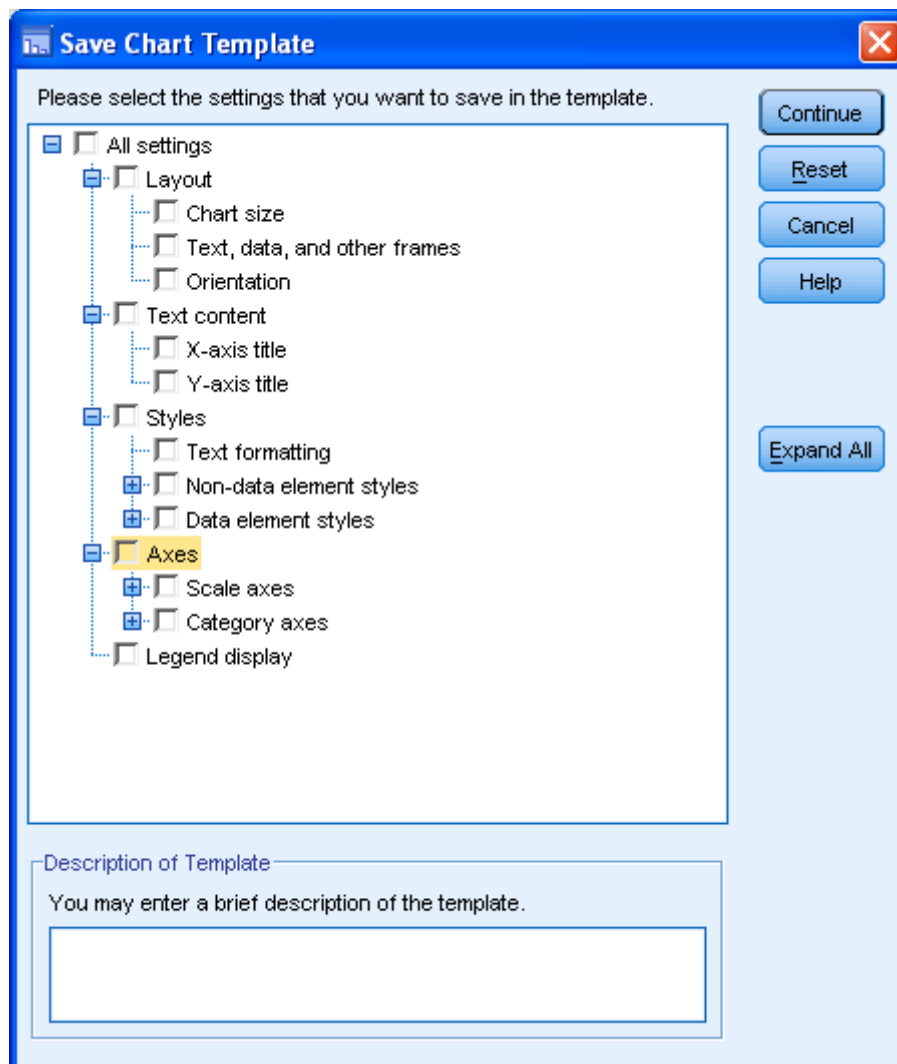 Save Chart Template
Please select the settings that you want to save in the template.
All settings
Layout
Chart size
Text, data, and other frames
Orientation
Text content
X-axis title
Y-axis title
Styles
Text formatting
Non-data element styles
Data element styles
Axes
Scale axes
Category axes
Legend display
Continue
Reset
Cancel
Help
Expand All
Description of Template
You may enter a brief description of the template.